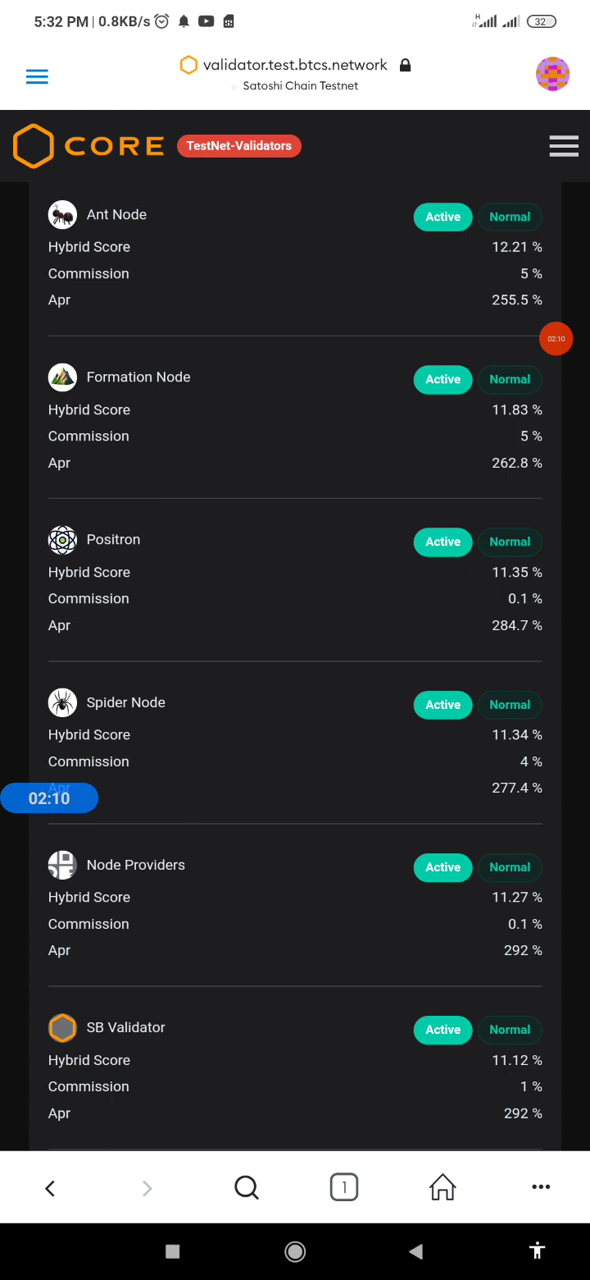 5:32 PM | 0.8KB/s
H
32
validator.test.btcs.network
Satoshi Chain Testnet
CORE TestNet-Validators
Ant Node Active Normal
Hybrid Score 12.21 %
Commission 5 %
Apr 255.5 %
02:10
Formation Node Active Normal
Hybrid Score 11.83 %
Commission 5 %
Apr 262.8 %
Positron Active Normal
Hybrid Score 11.35 %
Commission 0.1 %
Apr 284.7 %
Spider Node Active Normal
Hybrid Score 11.34 %
Commission 4 %
Apr 277.4 %
02:10
Node Providers Active Normal
Hybrid Score 11.27 %
Commission 0.1 %
Apr 292 %
SB Validator Active Normal
Hybrid Score 11.12 %
Commission 1 %
Apr 292 %
1